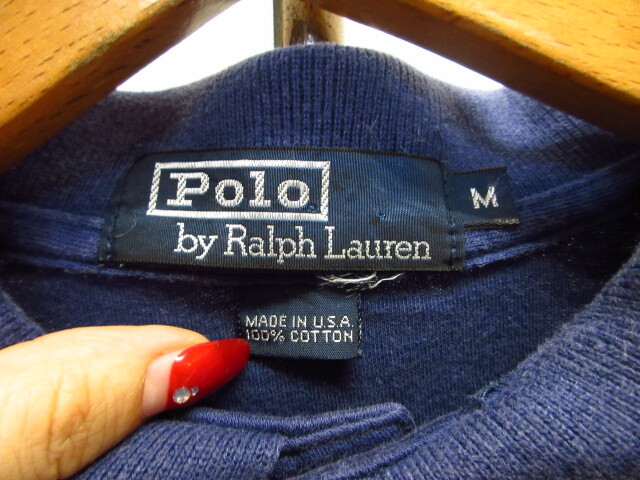 Polo
by Ralph Lauren
M
MADE IN U.S.A.
100% COTTON